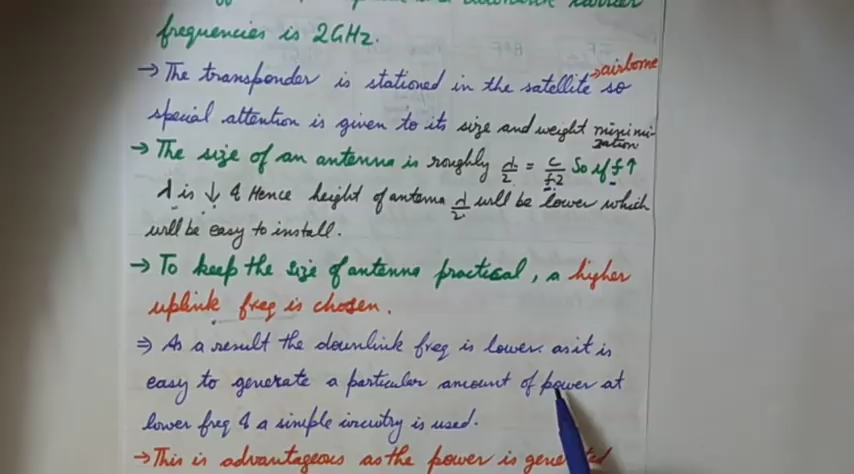 carrier
frequencies is 2GHz.
→ The transponder is stationed in the satellite →airborne so
special attention is given to its size and weight minimi-
zation
→ The size of an antenna is roughly λ/2 = c/f.2 So if f↑
λ is ↓ & Hence height of antenna λ/2 will be lower which
will be easy to install.
→ To keep the size of antenna practical, a higher
uplink freq is chosen.
⇒ As a result the downlink freq is lower. as it is
easy to generate a particular amount of power at
lower freq & a simple circuitry is used.
→ This is advantageous as the power is generated